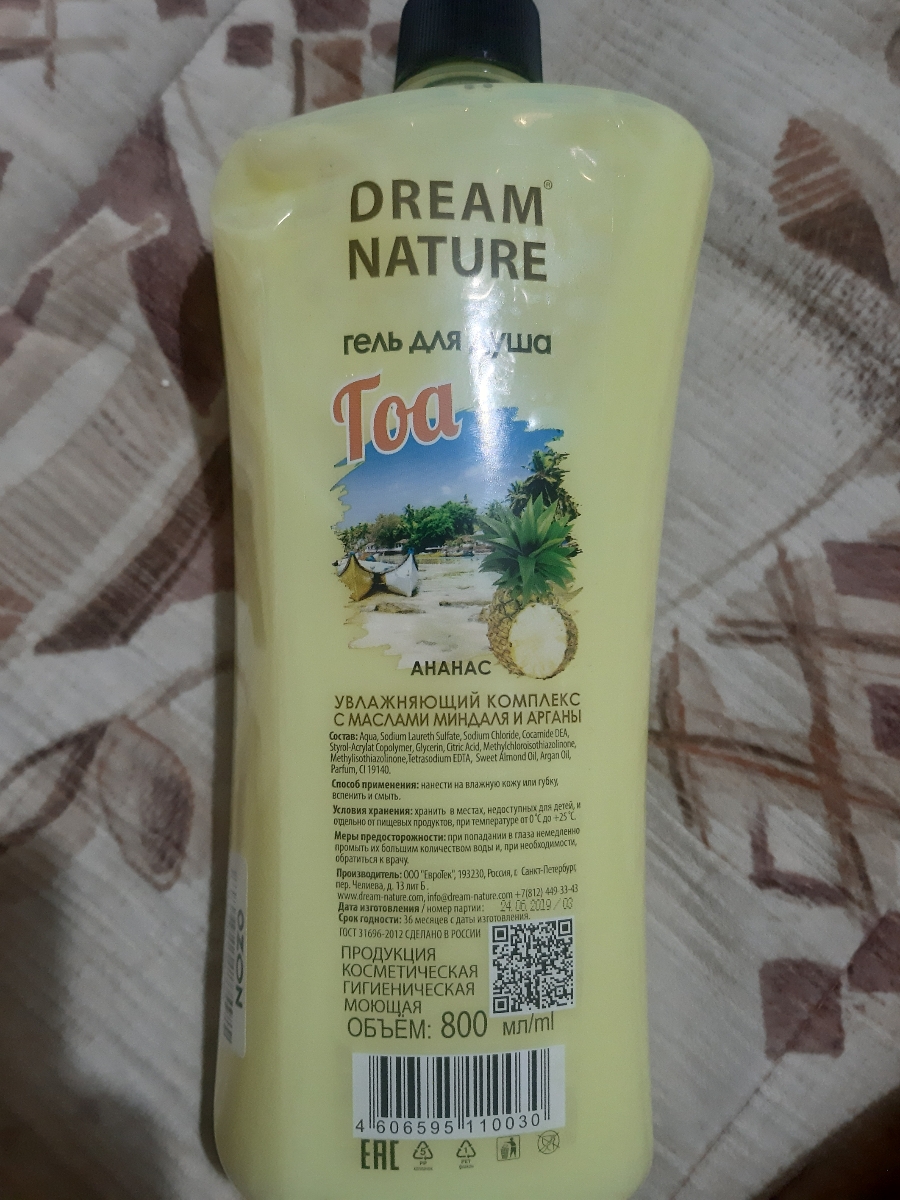 DREAM®
NATURE
гель для душа
Гоа
АНАНАС
УВЛАЖНЯЮЩИЙ КОМПЛЕКС
С МАСЛАМИ МИНДАЛЯ И АРГАНЫ
Состав: Aqua, Sodium Laureth Sulfate, Sodium Chloride, Cocamide DEA,
Styrol-Acrylat Copolymer, Glycerin, Citric Acid, Methylchloroisothiazolinone,
Methylisothiazolinone,Tetrasodium EDTA, Sweet Almond Oil, Argan Oil,
Parfum, CI 19140.
Способ применения: нанести на влажную кожу или губку,
вспенить и смыть.
Условия хранения: хранить в местах, недоступных для детей, и
отдельно от пищевых продуктов, при температуре от 0°С до +25°С.
Меры предосторожности: при попадании в глаза немедленно
промыть их большим количеством воды и, при необходимости,
обратиться к врачу.
Производитель: ООО "ЕвроТек", 193230, Россия, г. Санкт-Петербург,
пер. Челиева, д. 13 лит Б.
www.dream-nature.com, info@dream-nature.com +7(812) 449-33-43
Дата изготовления / номер партии: 24.06.2019 / 03
Срок годности: 36 месяцев с даты изготовления.
ГОСТ 31696-2012 СДЕЛАНО В РОССИИ
ПРОДУКЦИЯ
КОСМЕТИЧЕСКАЯ
ГИГИЕНИЧЕСКАЯ
МОЮЩАЯ
ОБЪЁМ: 800 мл/ml
OZON
4 606595 110030
EAC
5
PP
1
PET